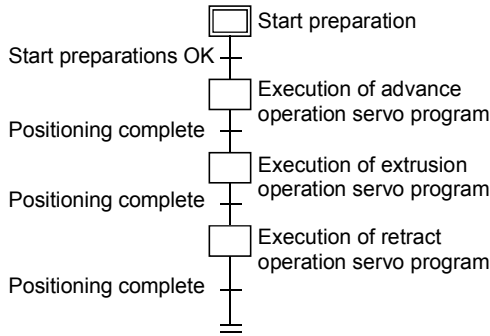 Start preparation
Start preparations OK
Execution of advance
operation servo program
Positioning complete
Execution of extrusion
operation servo program
Positioning complete
Execution of retract
operation servo program
Positioning complete